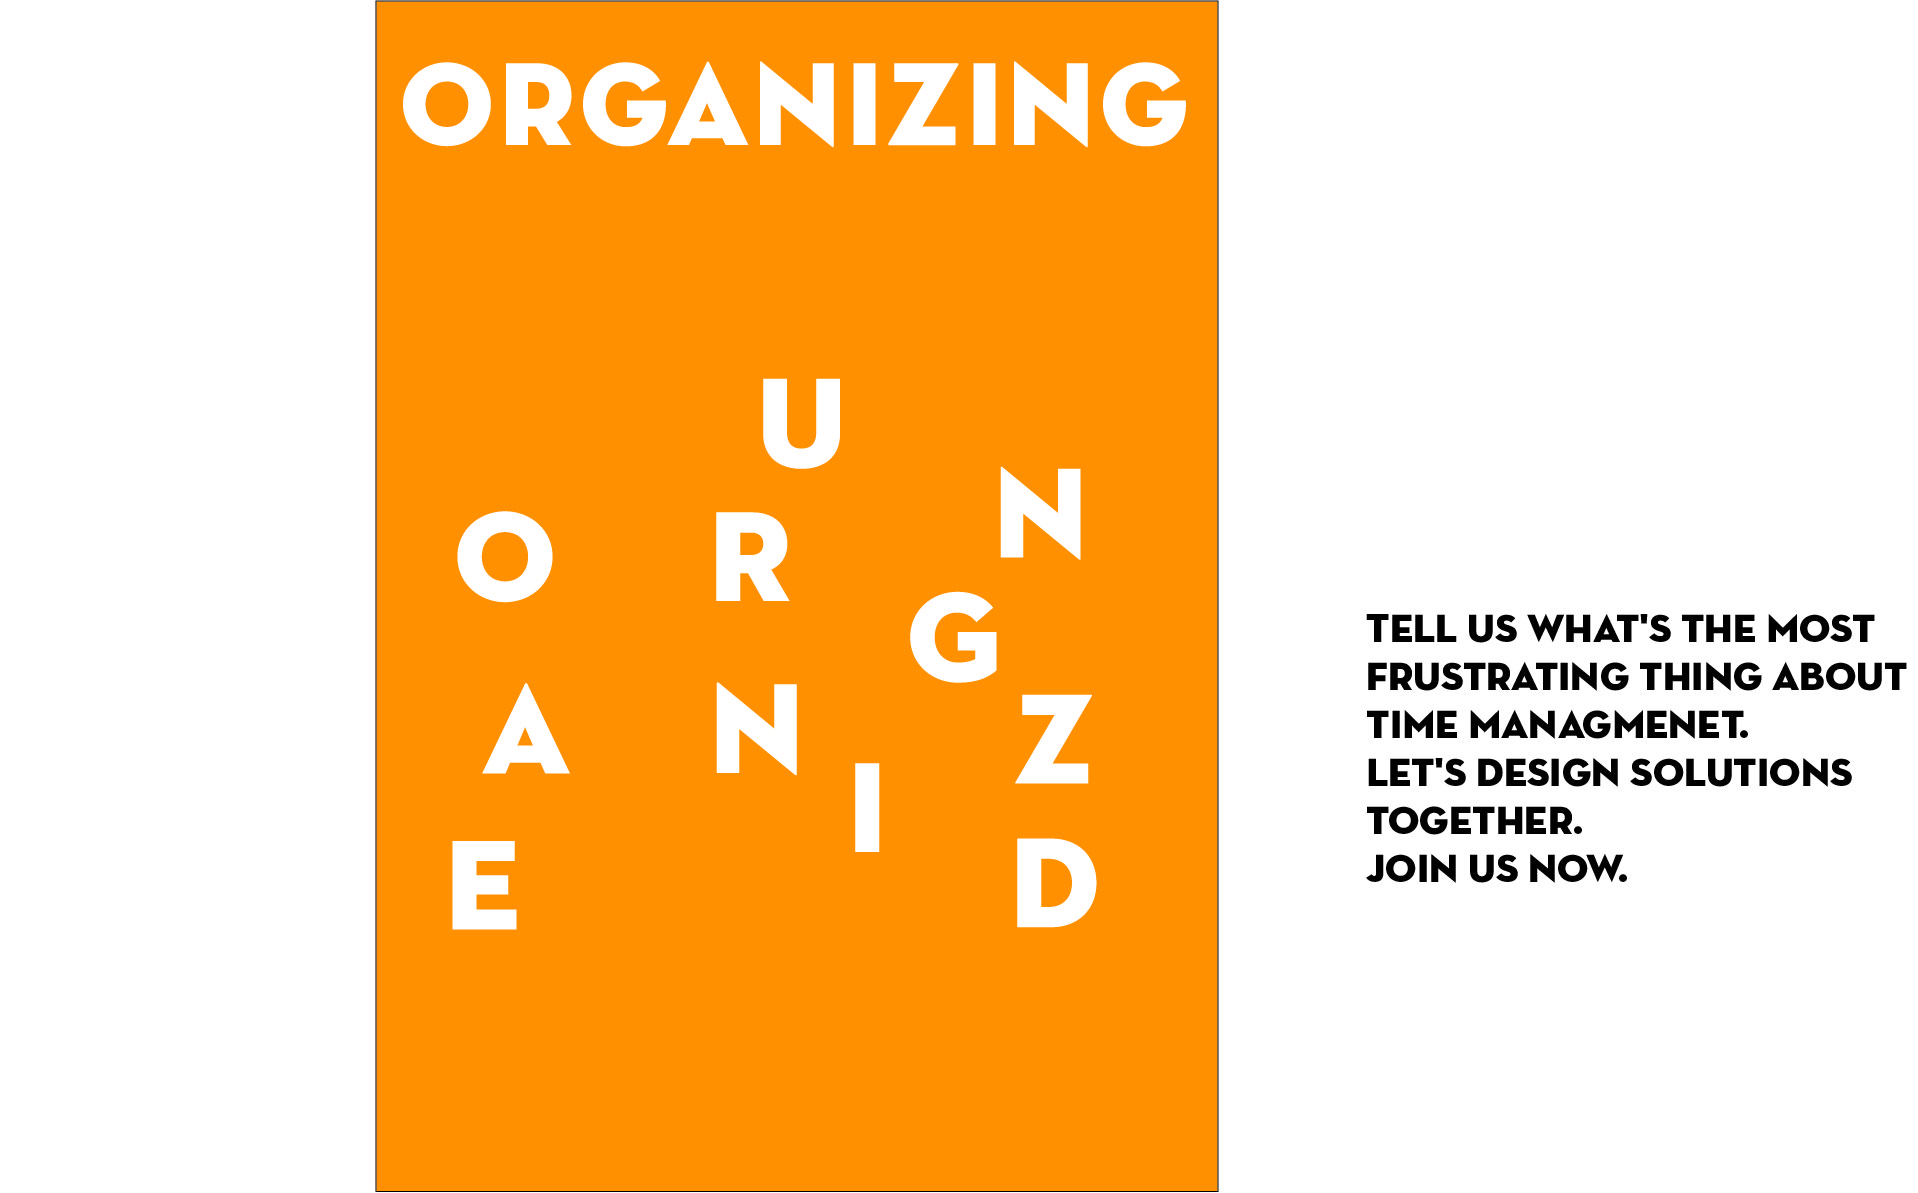 ORGANIZING
U
N
O R
G
A N Z
I
E D
TELL US WHAT'S THE MOST
FRUSTRATING THING ABOUT
TIME MANAGMENET.
LET'S DESIGN SOLUTIONS
TOGETHER.
JOIN US NOW.